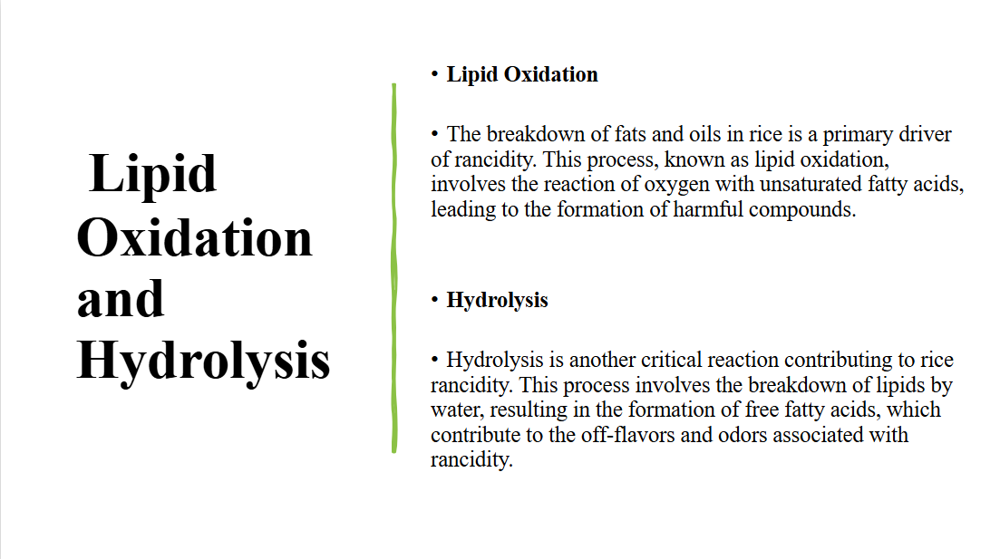 Lipid
Oxidation
and
Hydrolysis
• Lipid Oxidation
• The breakdown of fats and oils in rice is a primary driver
of rancidity. This process, known as lipid oxidation,
involves the reaction of oxygen with unsaturated fatty acids,
leading to the formation of harmful compounds.
• Hydrolysis
• Hydrolysis is another critical reaction contributing to rice
rancidity. This process involves the breakdown of lipids by
water, resulting in the formation of free fatty acids, which
contribute to the off-flavors and odors associated with
rancidity.